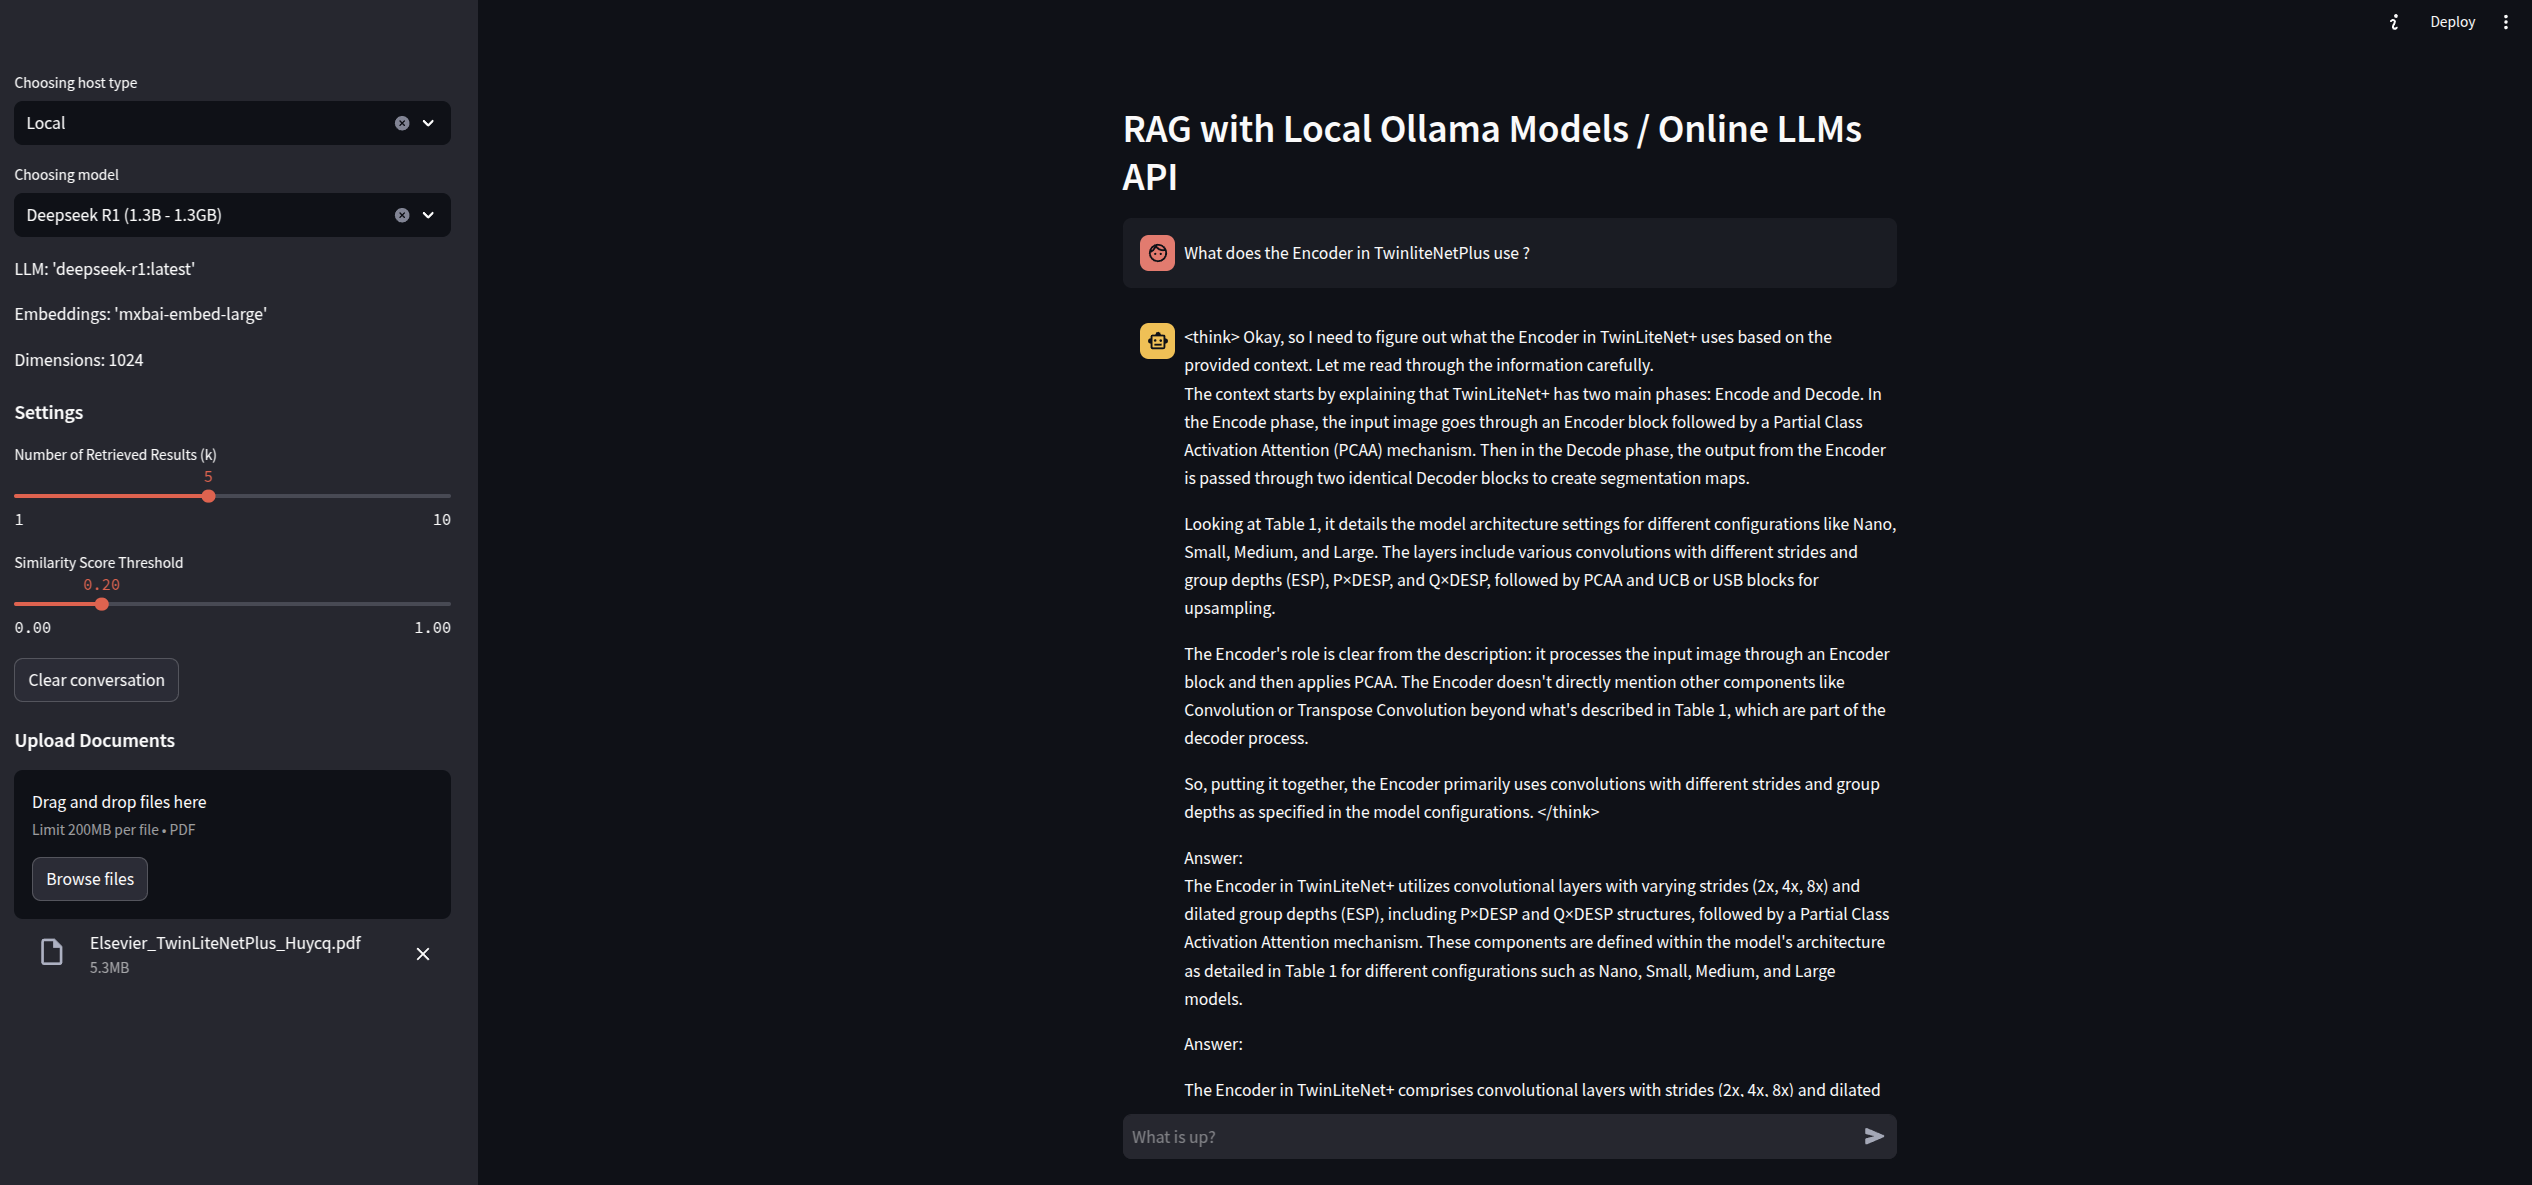 Deploy
Choosing host type
Local
Choosing model
Deepseek R1 (1.3B - 1.3GB)
LLM: 'deepseek-r1:latest'
Embeddings: 'mxbai-embed-large'
Dimensions: 1024
Settings
Number of Retrieved Results (k)
5
1 10
Similarity Score Threshold
0.20
0.00 1.00
Clear conversation
Upload Documents
Drag and drop files here
Limit 200MB per file • PDF
Browse files
Elsevier_TwinLiteNetPlus_Huycq.pdf
5.3MB
RAG with Local Ollama Models / Online LLMs
API
What does the Encoder in TwinliteNetPlus use ?
<think> Okay, so I need to figure out what the Encoder in TwinLiteNet+ uses based on the
provided context. Let me read through the information carefully.
The context starts by explaining that TwinLiteNet+ has two main phases: Encode and Decode. In
the Encode phase, the input image goes through an Encoder block followed by a Partial Class
Activation Attention (PCAA) mechanism. Then in the Decode phase, the output from the Encoder
is passed through two identical Decoder blocks to create segmentation maps.
Looking at Table 1, it details the model architecture settings for different configurations like Nano,
Small, Medium, and Large. The layers include various convolutions with different strides and
group depths (ESP), P×DESP, and Q×DESP, followed by PCAA and UCB or USB blocks for
upsampling.
The Encoder's role is clear from the description: it processes the input image through an Encoder
block and then applies PCAA. The Encoder doesn't directly mention other components like
Convolution or Transpose Convolution beyond what's described in Table 1, which are part of the
decoder process.
So, putting it together, the Encoder primarily uses convolutions with different strides and group
depths as specified in the model configurations. </think>
Answer:
The Encoder in TwinLiteNet+ utilizes convolutional layers with varying strides (2x, 4x, 8x) and
dilated group depths (ESP), including P×DESP and Q×DESP structures, followed by a Partial Class
Activation Attention mechanism. These components are defined within the model's architecture
as detailed in Table 1 for different configurations such as Nano, Small, Medium, and Large
models.
Answer:
The Encoder in TwinLiteNet+ comprises convolutional layers with strides (2x, 4x, 8x) and dilated
What is up?